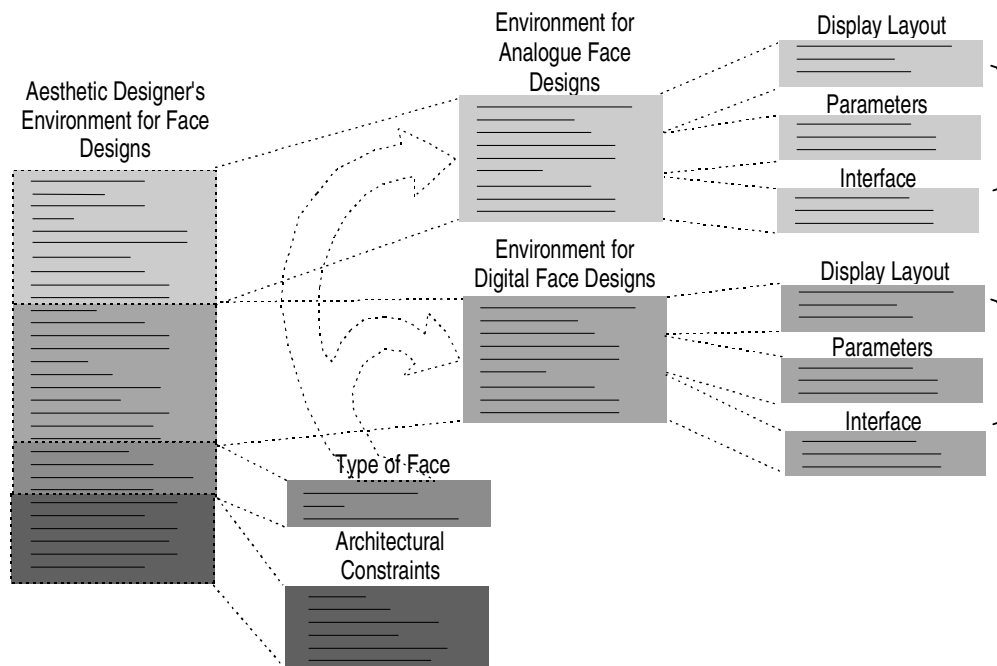 Aesthetic Designer's
Environment for Face
Designs
Environment for
Analogue Face
Designs
Display Layout
Parameters
Interface
Environment for
Digital Face Designs
Display Layout
Parameters
Interface
Type of Face
Architectural
Constraints